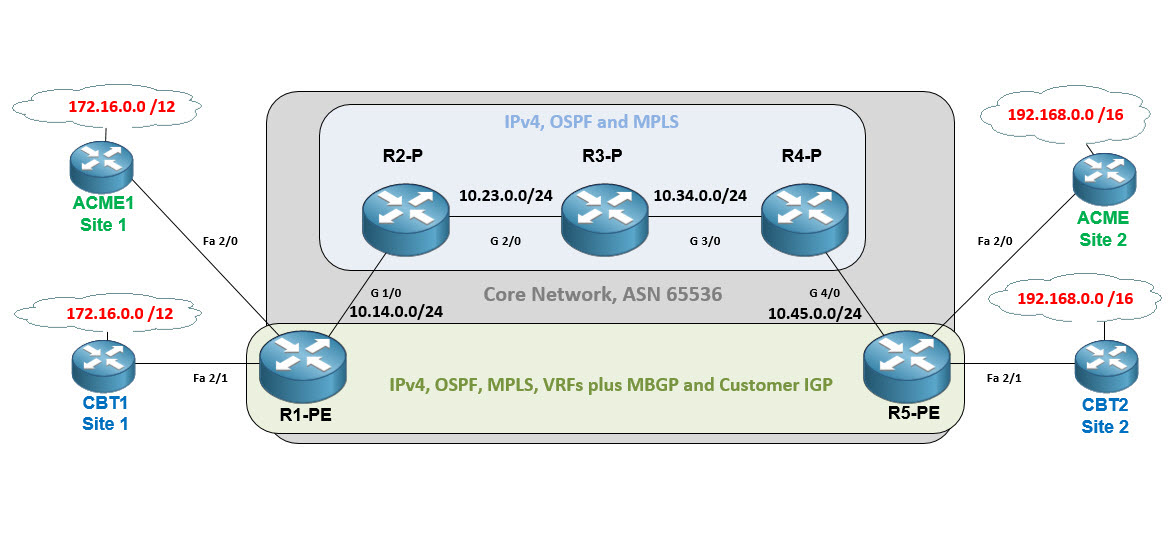 172.16.0.0 /12
ACME1
Site 1
Fa 2/0
172.16.0.0 /12
CBT1
Site 1
Fa 2/1
IPv4, OSPF and MPLS
R2-P
R3-P
R4-P
10.23.0.0/24
10.34.0.0/24
G 2/0
G 3/0
G 1/0
10.14.0.0/24
Core Network, ASN 65536
G 4/0
10.45.0.0/24
IPv4, OSPF, MPLS, VRFs plus MBGP and Customer IGP
R1-PE
R5-PE
192.168.0.0 /16
ACME
Site 2
Fa 2/0
192.168.0.0 /16
CBT2
Site 2
Fa 2/1